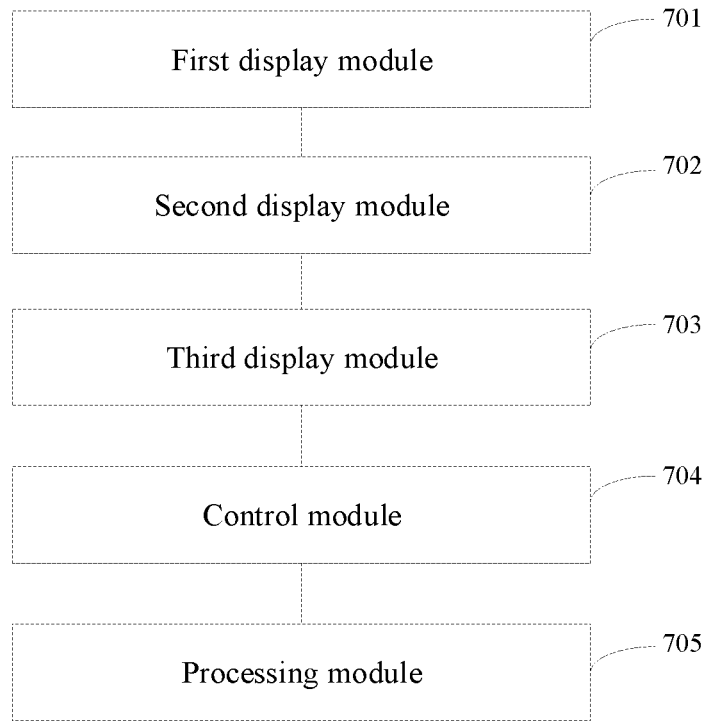 701
First display module
702
Second display module
703
Third display module
704
Control module
705
Processing module